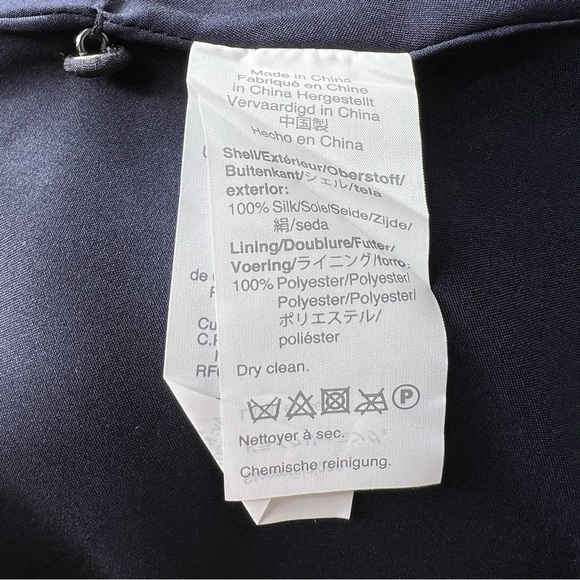 Made in China
Fabriqué en Chine
in China Hergestellt
Vervaardigd in China
中国製
Hecho en China
Shell/Extérieur/Oberstoff/
Buitenkant/シェル/tela
exterior:
100% Silk/Soie/Seide/Zijde/
絹/seda
Lining/Doublure/Futter/
Voering/ライニング/forro:
100% Polyester/Polyester/
Polyester/Polyester/
ポリエステル/
poliéster
Dry clean.
P
Nettoyer à sec.
Chemische reinigung.
de
Cu
C.P
RF